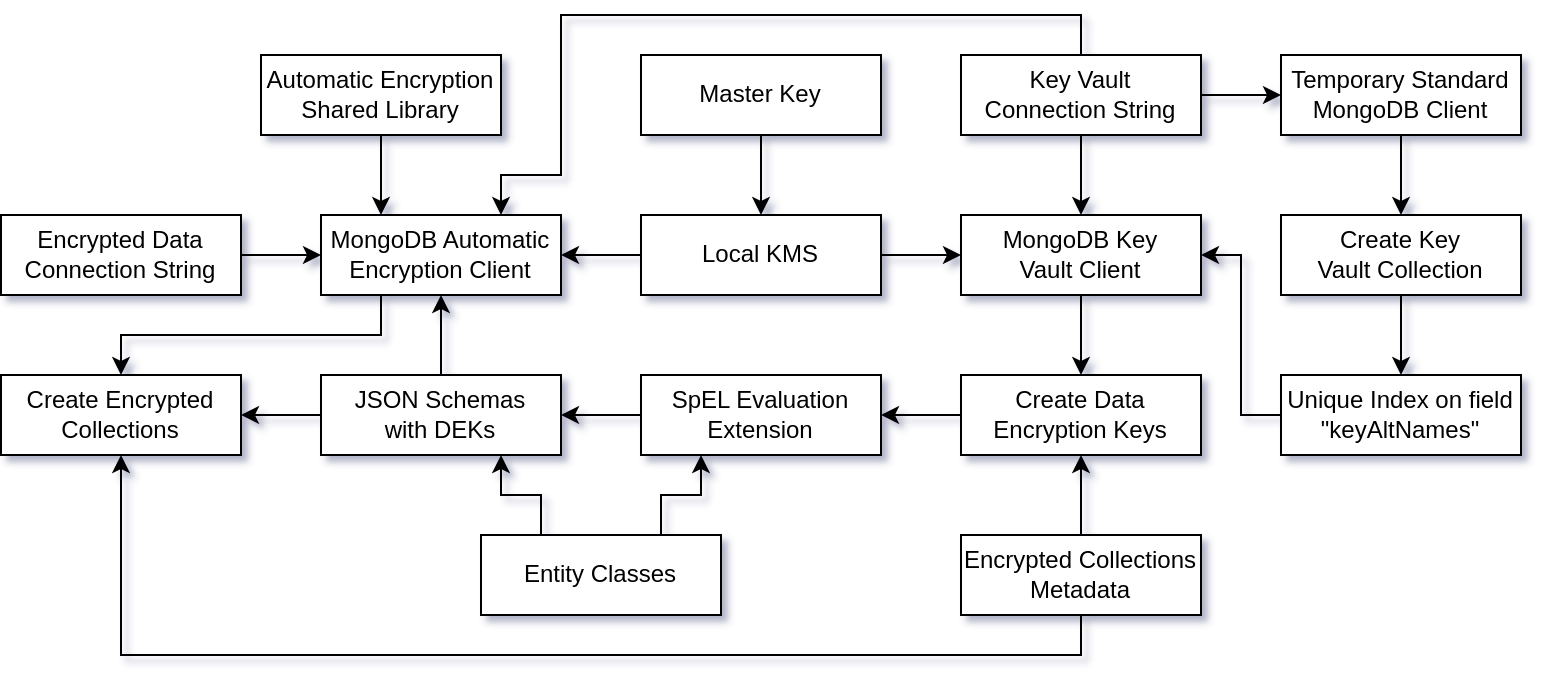 Automatic Encryption
Shared Library
Master Key
Key Vault
Connection String
Temporary Standard
MongoDB Client
Encrypted Data
Connection String
MongoDB Automatic
Encryption Client
Local KMS
MongoDB Key
Vault Client
Create Key
Vault Collection
Create Encrypted
Collections
JSON Schemas
with DEKs
SpEL Evaluation
Extension
Create Data
Encryption Keys
Unique Index on field
"keyAltNames"
Entity Classes
Encrypted Collections
Metadata